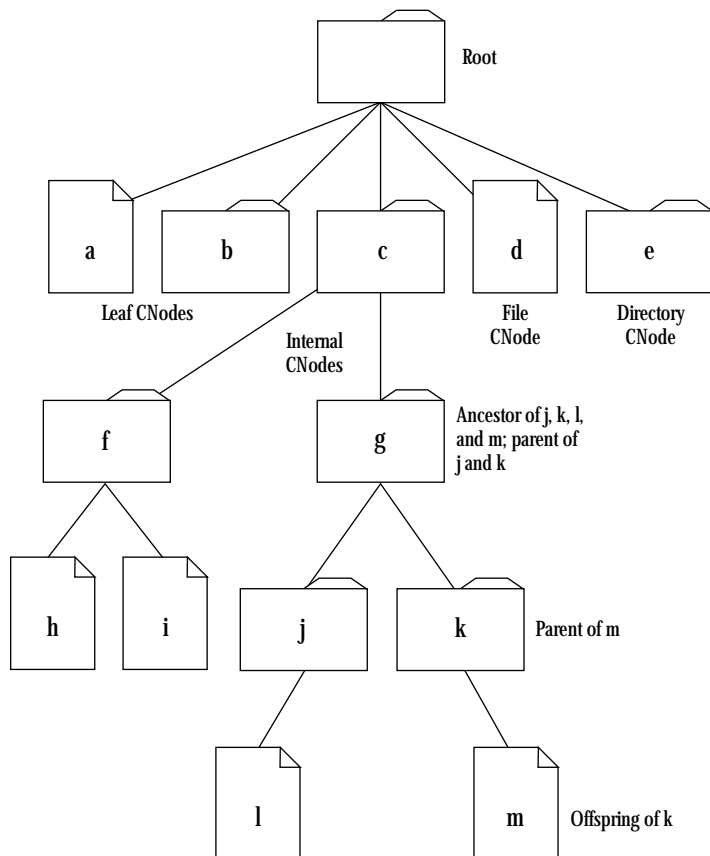 Root
a
b
c
d
e
Leaf CNodes
File
CNode
Directory
CNode
Internal
CNodes
f
g
Ancestor of j, k, l,
and m; parent of
j and k
h
i
j
k
Parent of m
l
m
Offspring of k